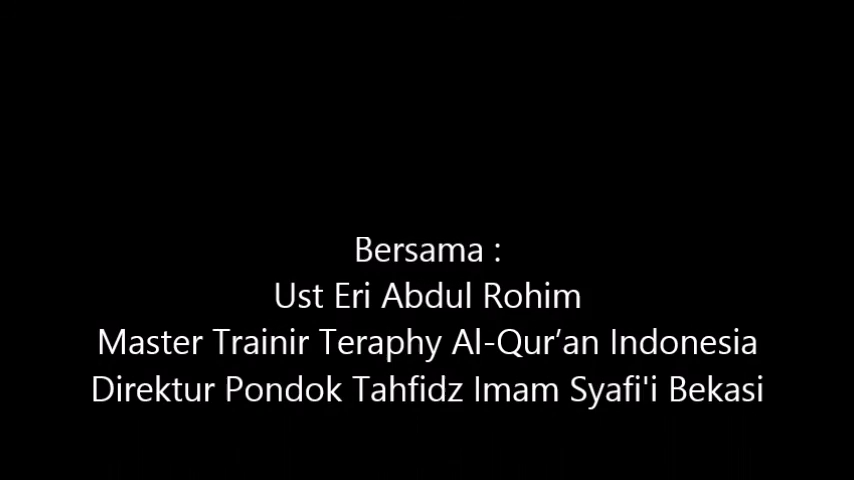 Bersama :
Ust Eri Abdul Rohim
Master Trainir Teraphy Al-Qur’an Indonesia
Direktur Pondok Tahfidz Imam Syafi'i Bekasi